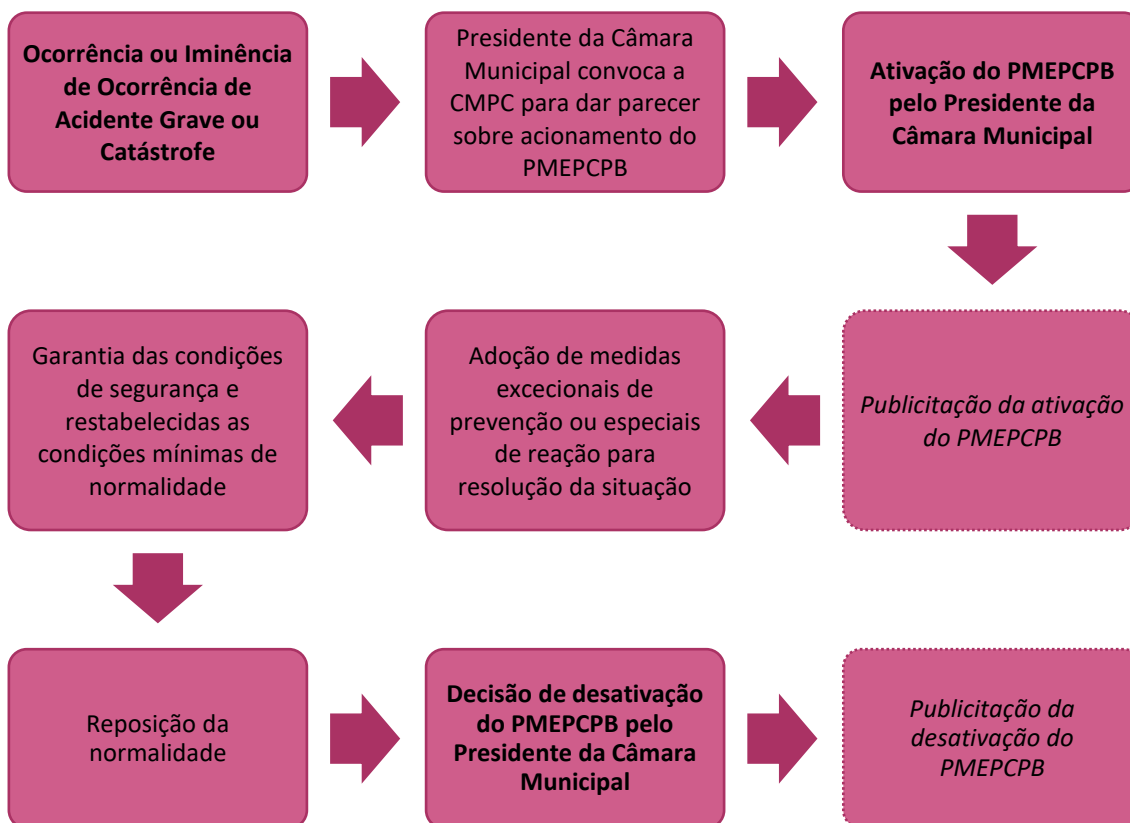 Ocorrência ou Iminência
de Ocorrência de
Acidente Grave ou
Catástrofe
Presidente da Câmara
Municipal convoca a
CMPC para dar parecer
sobre acionamento do
PMEPCPB
Ativação do PMEPCPB
pelo Presidente da
Câmara Municipal
Publicitação da ativação
do PMEPCPB
Adoção de medidas
excecionais de
prevenção ou especiais
de reação para
resolução da situação
Garantia das condições
de segurança e
restabelecidas as
condições mínimas de
normalidade
Reposição da
normalidade
Decisão de desativação
do PMEPCPB pelo
Presidente da Câmara
Municipal
Publicitação da
desativação do
PMEPCPB